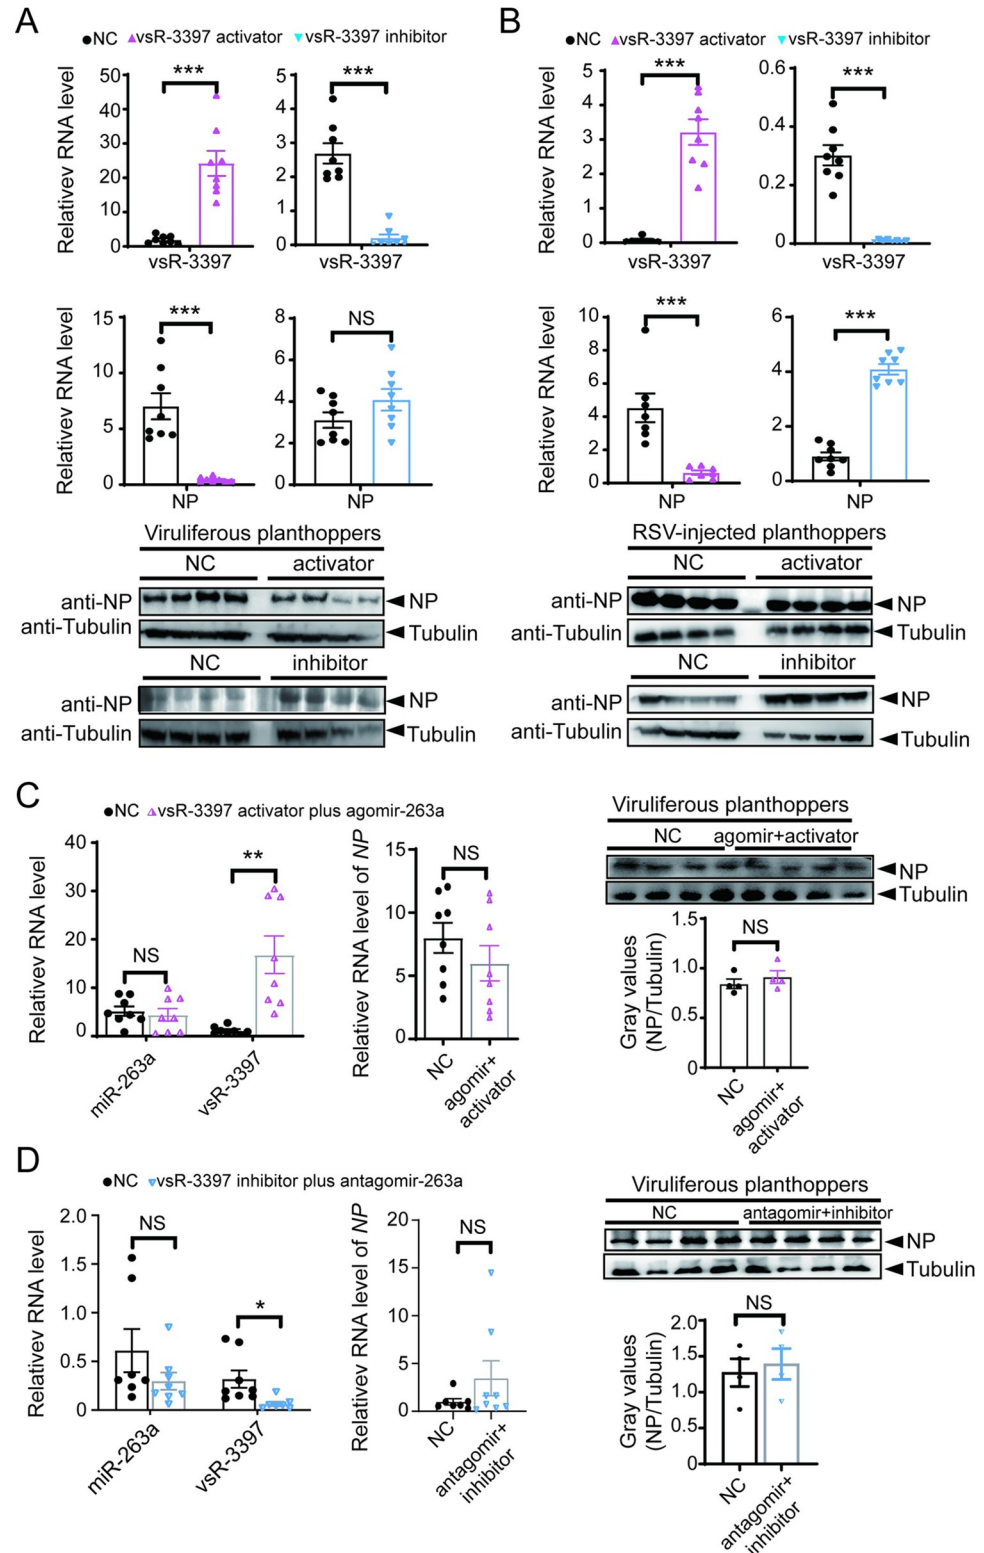 A
●NC ▲vsR-3397 activator ▼vsR-3397 inhibitor
Relativev RNA level
50
40
30
20
10
0
***
vsR-3397
5
4
3
2
1
0
***
vsR-3397
Relativev RNA level
15
10
5
0
***
NP
8
6
4
2
0
NS
NP
Viruliferous planthoppers
NC activator
anti-NP ◄NP
anti-Tubulin ◄Tubulin
NC inhibitor
anti-NP ◄NP
anti-Tubulin ◄Tubulin
B
●NC ▲vsR-3397 activator ▼vsR-3397 inhibitor
Relativev RNA level
5
4
3
2
1
0
***
vsR-3397
0.6
0.4
0.2
0
***
vsR-3397
Relativev RNA level
10
8
6
4
2
0
***
NP
6
4
2
0
***
NP
RSV-injected planthoppers
NC activator
anti-NP ◄NP
anti-Tubulin ◄Tubulin
NC inhibitor
anti-NP ◄NP
anti-Tubulin ◄Tubulin
C
●NC △vsR-3397 activator plus agomir-263a
Relativev RNA level
40
30
20
10
0
NS
**
miR-263a
vsR-3397
Relativev RNA level of NP
15
10
5
0
NS
NC
agomir+
activator
Viruliferous planthoppers
NC agomir+activator
◄NP
◄Tubulin
Gray values
(NP/Tubulin)
1.5
1.0
0.5
0
NS
NC
agomir+
activator
D
●NC ▽vsR-3397 inhibitor plus antagomir-263a
Relativev RNA level
2.0
1.5
1.0
0.5
0
NS
*
miR-263a
vsR-3397
Relativev RNA level of NP
20
15
10
5
0
NS
NC
antagomir+
inhibitor
Viruliferous planthoppers
NC antagomir+inhibitor
◄NP
◄Tubulin
Gray values
(NP/Tubulin)
2.0
1.5
1.0
0.5
0
NS
NC
antagomir+
inhibitor